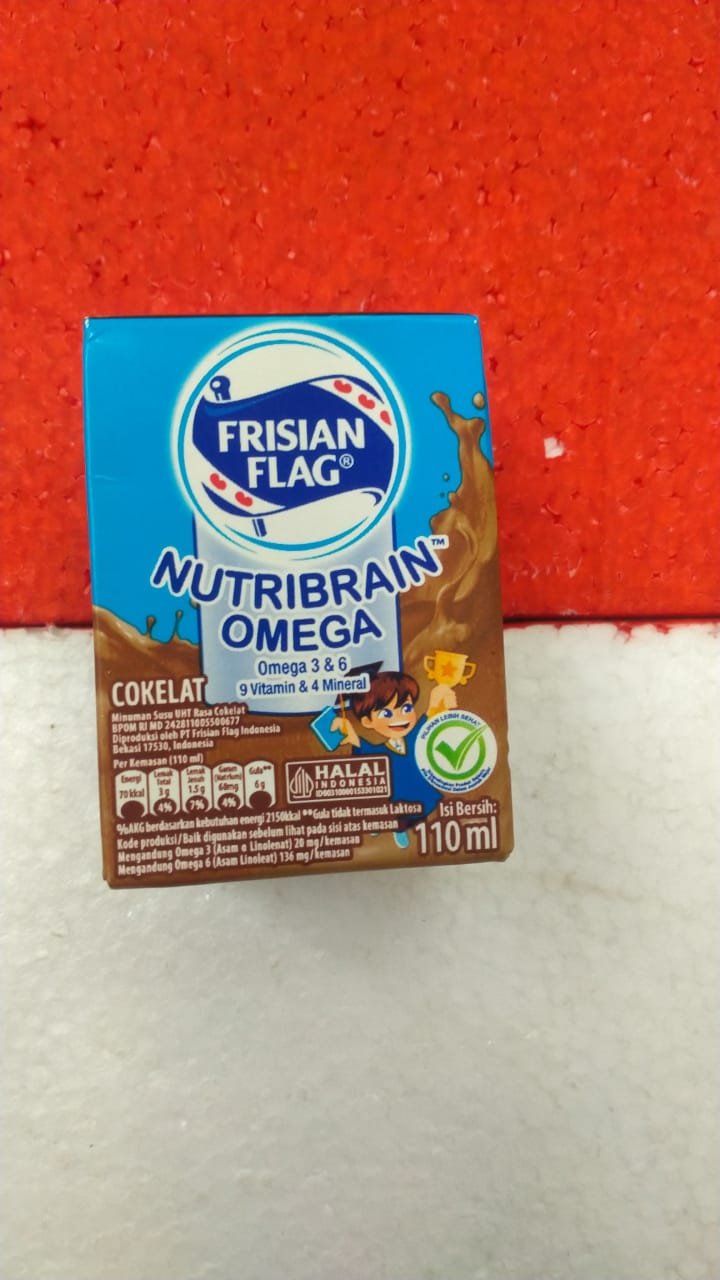 FRISIAN
FLAG®
NUTRIBRAIN™
OMEGA
Omega 3 & 6
9 Vitamin & 4 Mineral
COKELAT
Minuman Susu UHT Rasa Cokelat
BPOM RI MD 242811005500677
Diproduksi oleh PT Frisian Flag Indonesia
Bekasi 17530, Indonesia
Per Kemasan (110 ml)
Energi
70 kkal
Lemak
Total
3 g
4%
Lemak
Jenuh
1.5 g
7%
Garam
(Natrium)
60mg
4%
Gula**
6 g
HALAL
INDONESIA
PILIHAN LEBIH SEHAT
%AKG berdasarkan kebutuhan energi 2150kkal **Gula tidak termasuk Laktosa
Kode produksi/Baik digunakan sebelum lihat pada sisi atas kemasan
Mengandung Omega 3 (Asam α Linolenat) 20 mg/kemasan
Mengandung Omega 6 (Asam Linoleat) 136 mg/kemasan
Isi Bersih:
110 ml